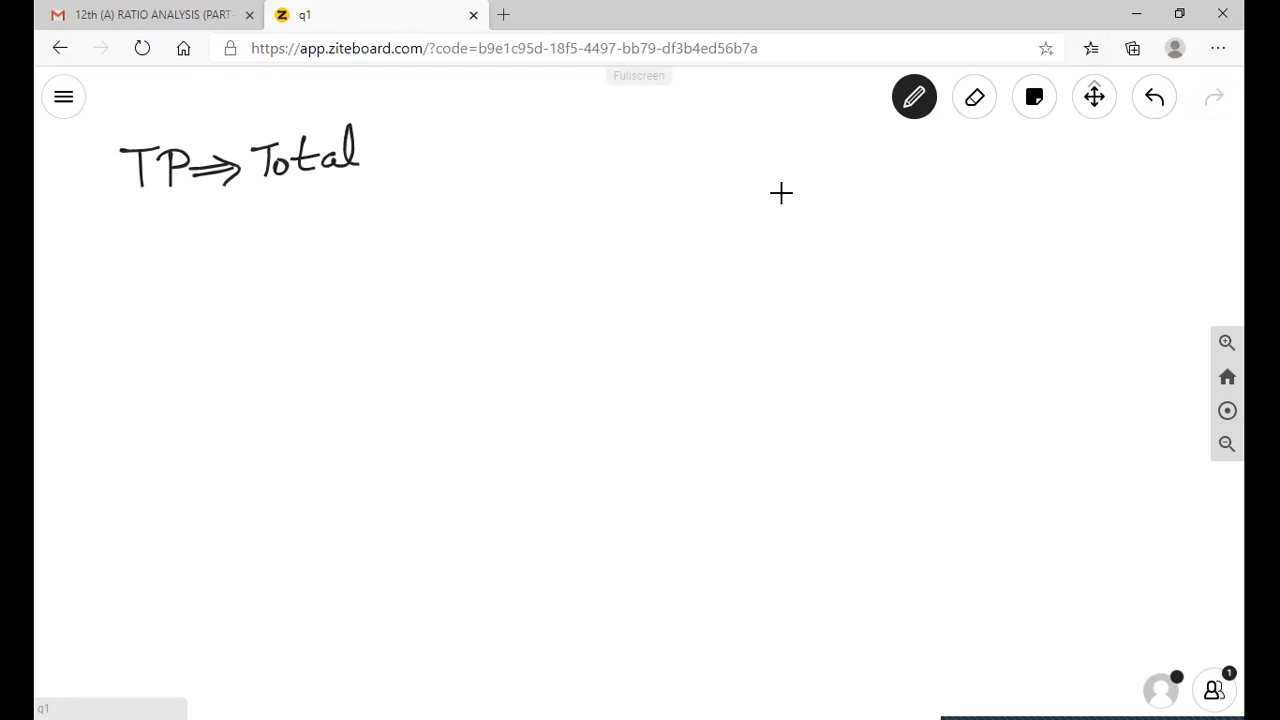 12th (A) RATIO ANALYSIS (PART-
q1
https://app.ziteboard.com/?code=b9e1c95d-18f5-4497-bb79-df3b4ed56b7a
Fullscreen
TP⇒ Total
1
q1